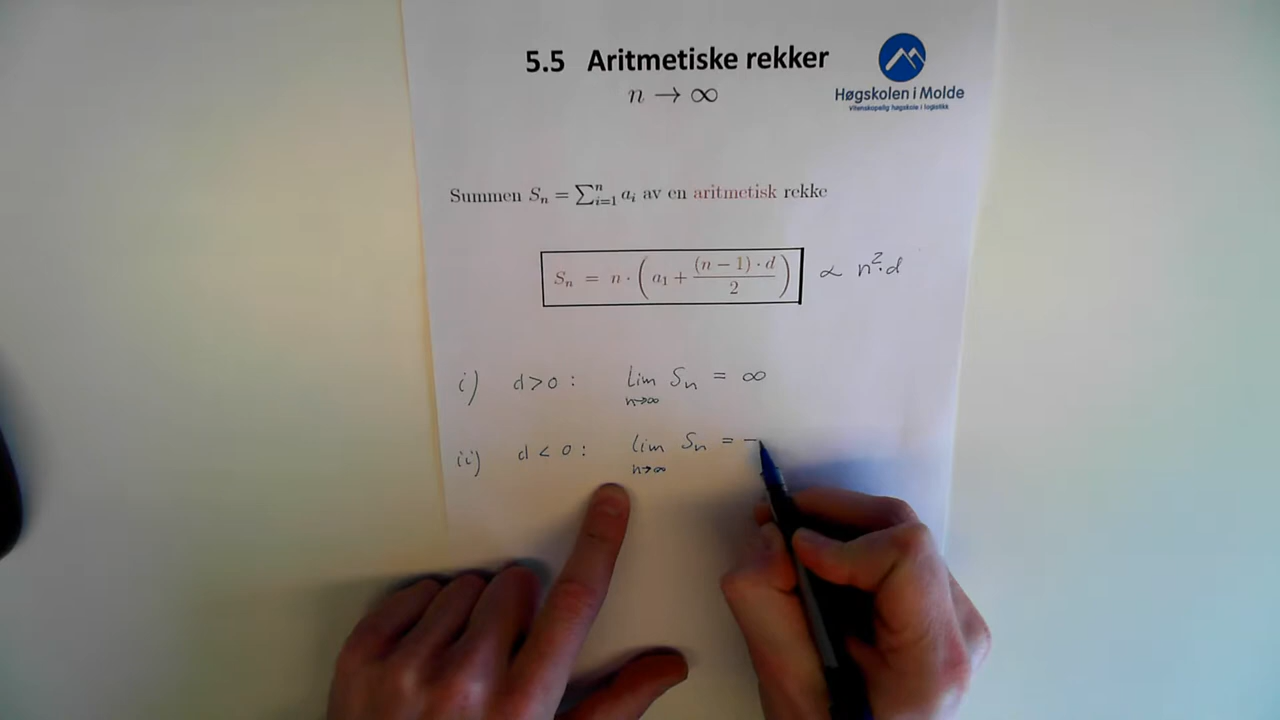 5.5 Aritmetiske rekker
n → ∞
Høgskolen i Molde
Vitenskapelig høgskole i logistikk
Summen Sₙ = ∑ⁿᵢ₌₁ aᵢ av en aritmetisk rekke
Sₙ = n · (a₁ + (n − 1) · d / 2) ∝ n² · d
i) d > 0 : lim n→∞ Sₙ = ∞
ii) d < 0 : lim n→∞ Sₙ = −